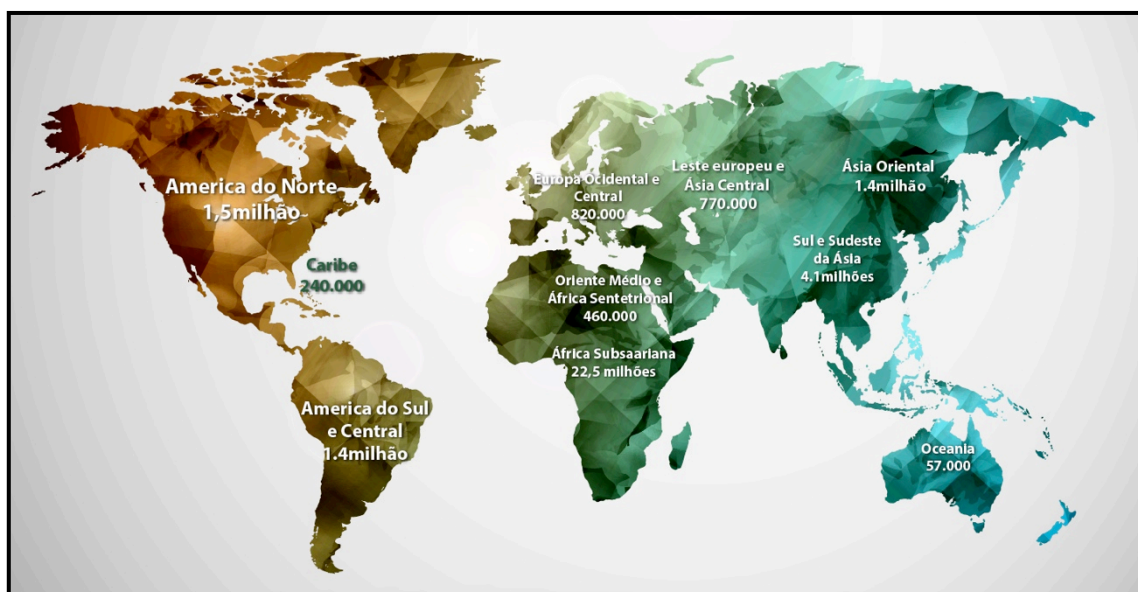 America do Norte
1,5milhão
Caribe
240.000
America do Sul
e Central
1.4milhão
Europa Ocidental e
Central
820.000
Leste europeu e
Ásia Central
770.000
Ásia Oriental
1.4milhão
Sul e Sudeste
da Ásia
4.1milhões
Oriente Médio e
África Sentetrional
460.000
África Subsaariana
22,5 milhões
Oceania
57.000